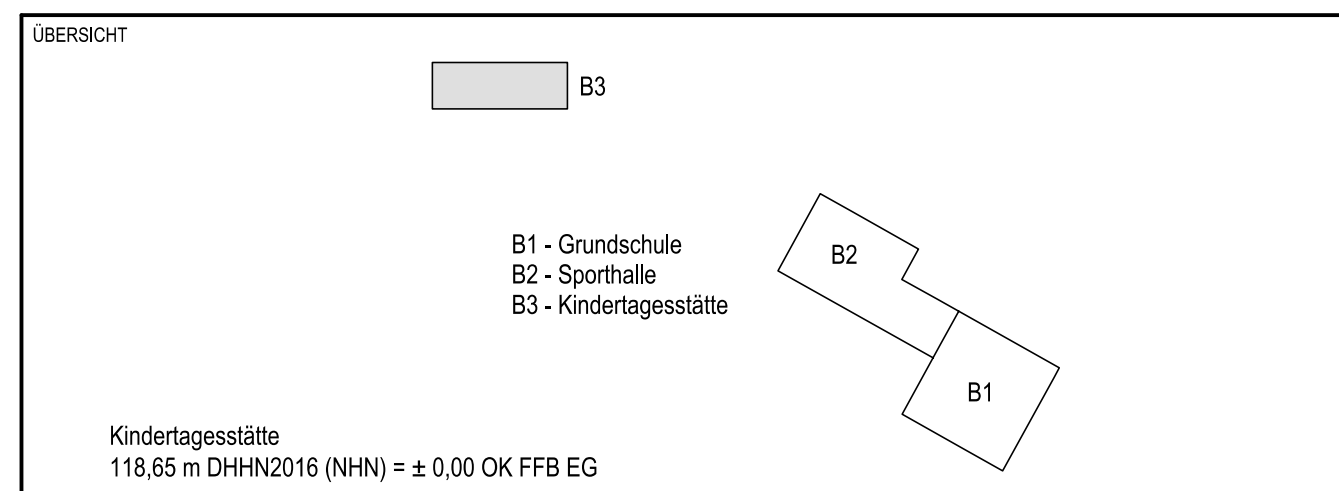 ÜBERSICHT
B3
B1 - Grundschule
B2 - Sporthalle
B3 - Kindertagesstätte
B2
B1
Kindertagesstätte
118,65 m DHHN2016 (NHN) = ± 0,00 OK FFB EG